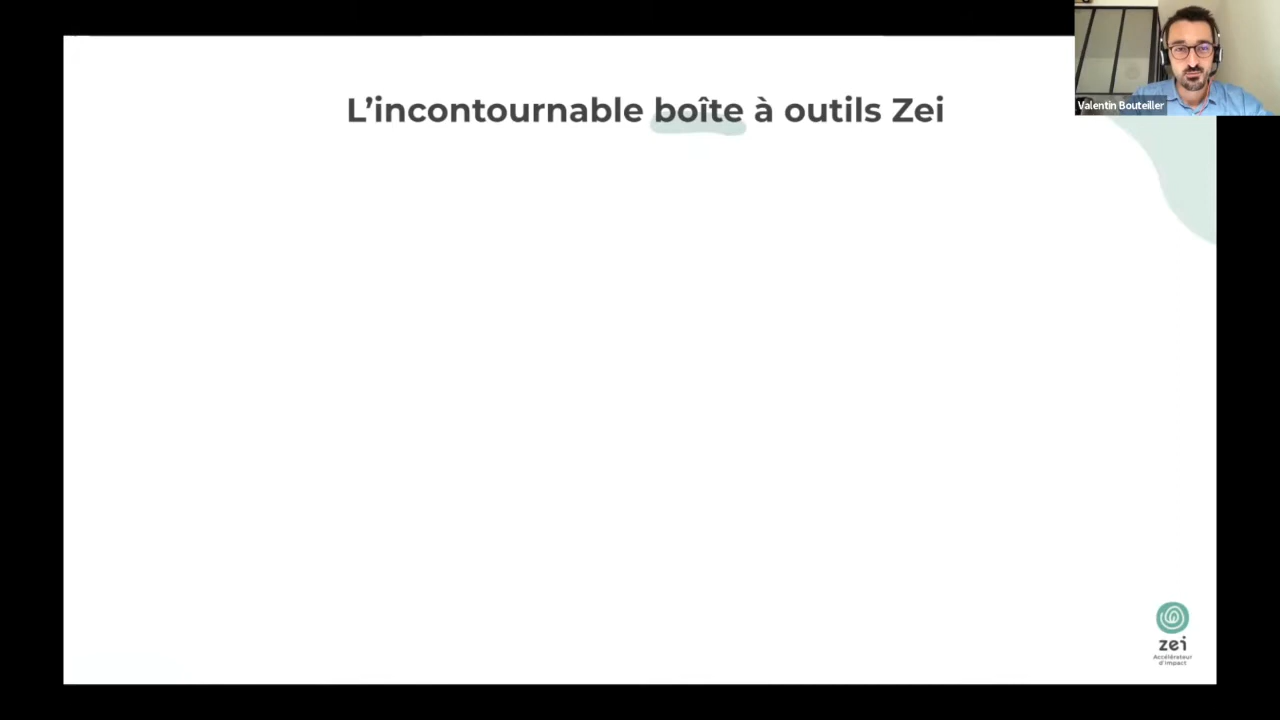 L’incontournable boîte à outils Zei
Valentin Bouteiller
zei
Accélérateur
d'impact